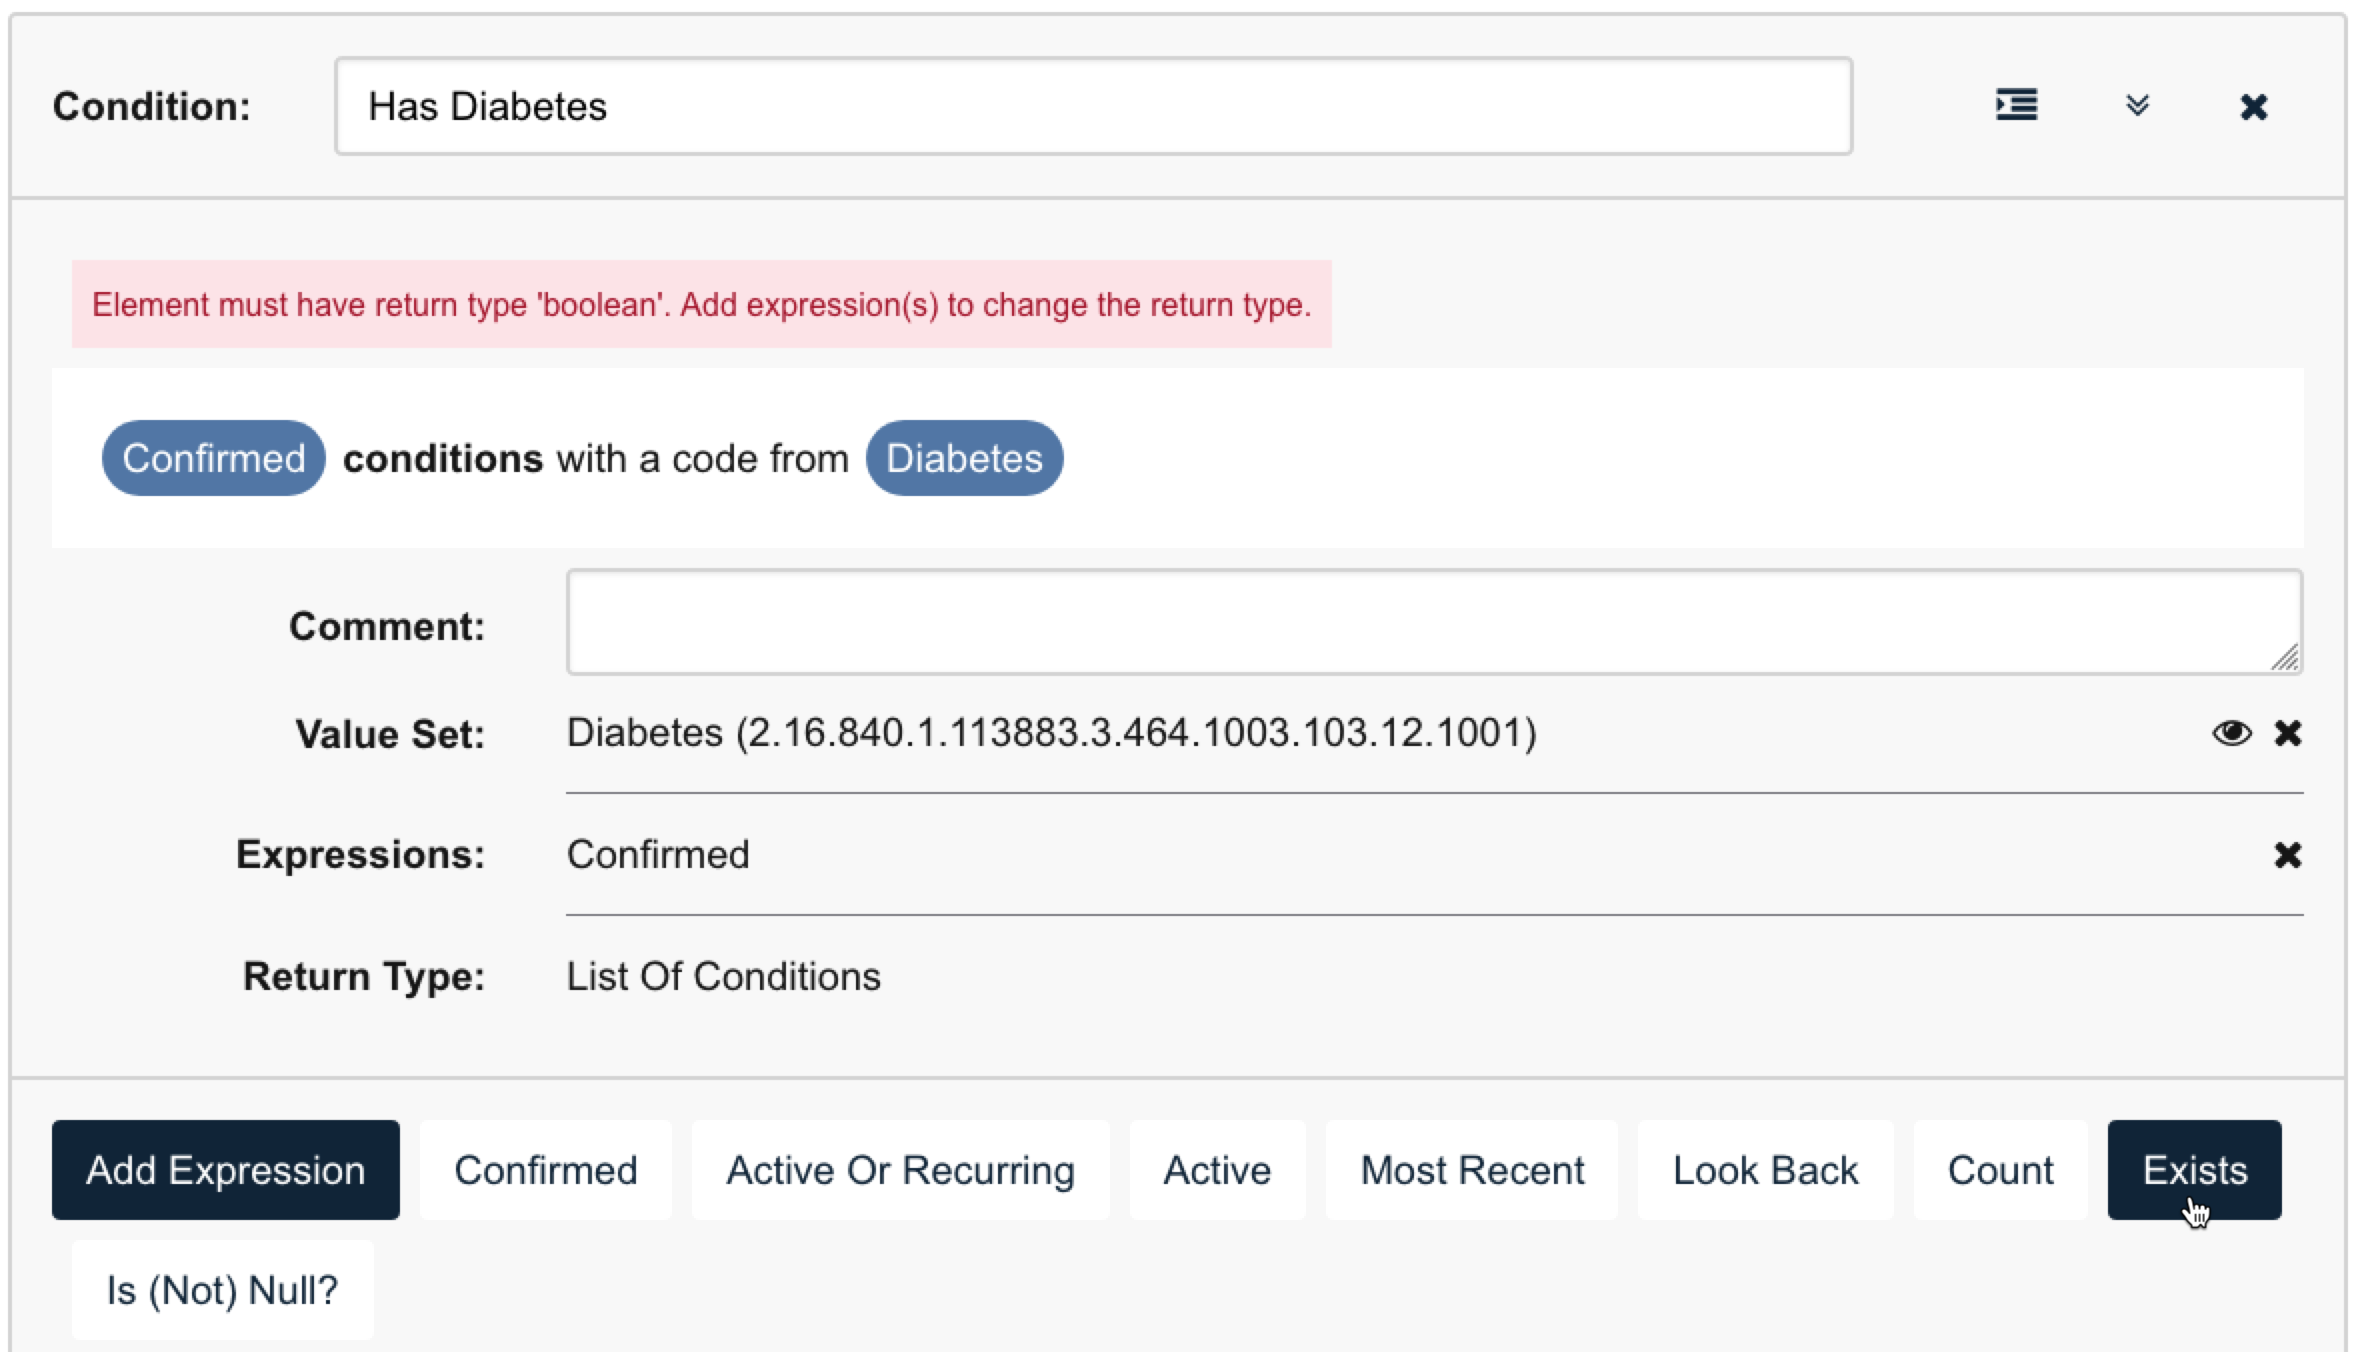 Condition: Has Diabetes
Element must have return type 'boolean'. Add expression(s) to change the return type.
Confirmed conditions with a code from Diabetes
Comment:
Value Set: Diabetes (2.16.840.1.113883.3.464.1003.103.12.1001)
Expressions: Confirmed
Return Type: List Of Conditions
Add Expression Confirmed Active Or Recurring Active Most Recent Look Back Count Exists
Is (Not) Null?